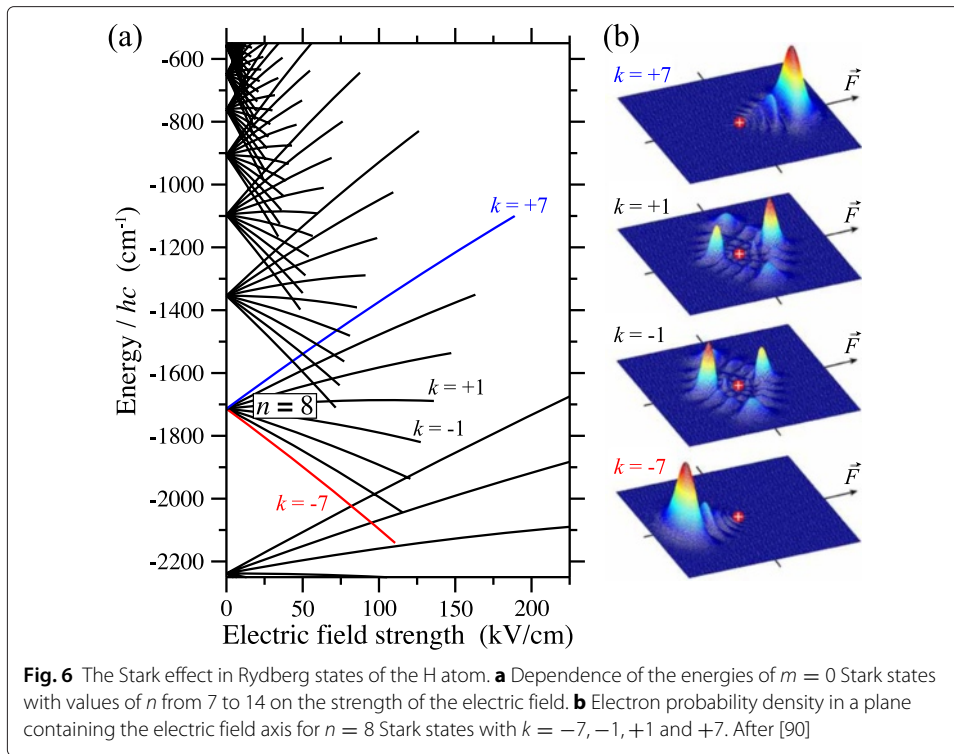 (a)
(b)
-600
-800
-1000
-1200
-1400
-1600
-1800
-2000
-2200
Energy / hc (cm⁻¹)
k = +7
n = 8
k = +1
k = -1
k = -7
0
50
100
150
200
Electric field strength (kV/cm)
k = +7
F⃗
k = +1
F⃗
k = -1
F⃗
k = -7
F⃗
Fig. 6 The Stark effect in Rydberg states of the H atom. a Dependence of the energies of m = 0 Stark states
with values of n from 7 to 14 on the strength of the electric field. b Electron probability density in a plane
containing the electric field axis for n = 8 Stark states with k = −7, −1, +1 and +7. After [90]